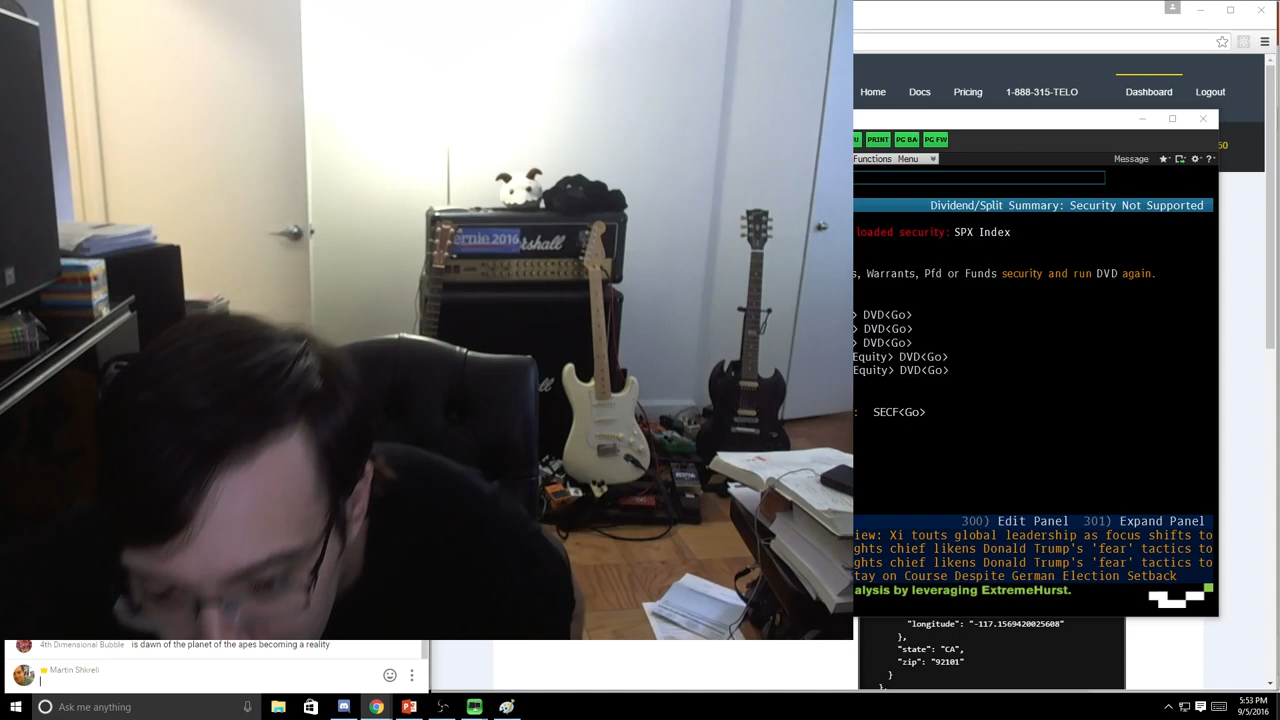 Home Docs Pricing 1-888-315-TELO Dashboard Logout
PRINT PG BA PG FW
Functions Menu Message
Dividend/Split Summary: Security Not Supported
loaded security: SPX Index
s, Warrants, Pfd or Funds security and run DVD again.
> DVD<Go>
> DVD<Go>
> DVD<Go>
Equity> DVD<Go>
Equity> DVD<Go>
: SECF<Go>
300) Edit Panel 301) Expand Panel
iew: Xi touts global leadership as focus shifts to
ghts chief likens Donald Trump's 'fear' tactics to
ghts chief likens Donald Trump's 'fear' tactics to
tay on Course Despite German Election Setback
alysis by leveraging ExtremeHurst.
"longitude": "-117.1569420025608"
},
"state": "CA",
"zip": "92101"
}
},
ernie 2016
shall
4th Dimensional Bubble is dawn of the planet of the apes becoming a reality
Martin Shkreli
Ask me anything
5:53 PM
9/5/2016